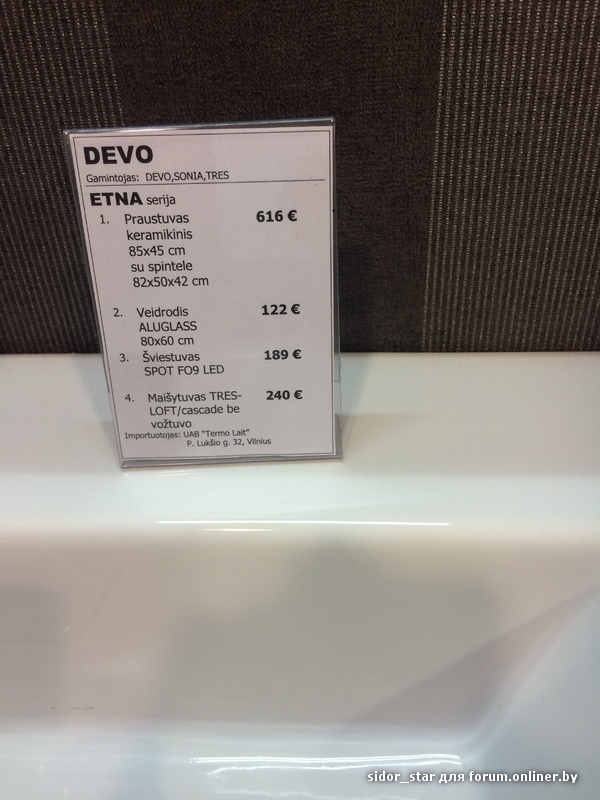 DEVO
Gamintojas: DEVO,SONIA,TRES
ETNA serija
1. Praustuvas 616 €
keramikinis
85x45 cm
su spintele
82x50x42 cm
2. Veidrodis 122 €
ALUGLASS
80x60 cm
3. Šviestuvas 189 €
SPOT FO9 LED
4. Maišytuvas TRES- 240 €
LOFT/cascade be
vožtuvo
Importuotojas: UAB "Termo Lait"
P. Lukšio g. 32, Vilnius
sidor_star для forum.onliner.by